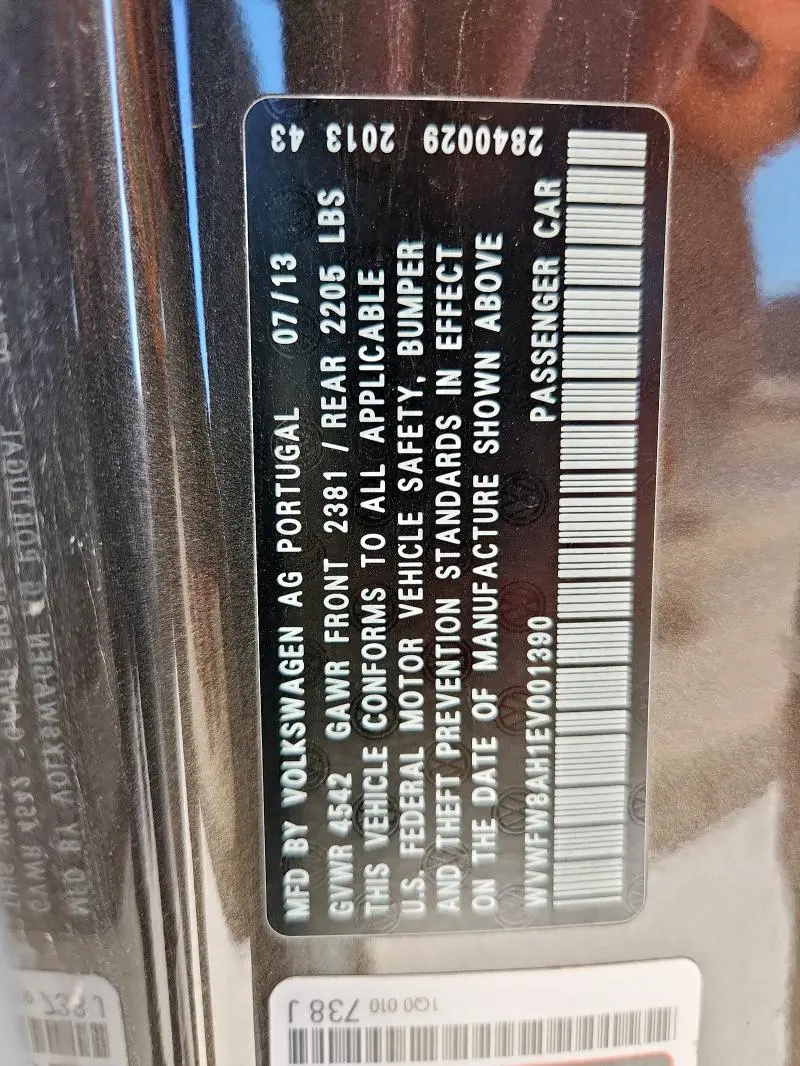 MFD BY VOLKSWAGEN AG PORTUGAL 07/13
GVWR 4542 GAWR FRONT 2381 / REAR 2205 LBS
THIS VEHICLE CONFORMS TO ALL APPLICABLE
U.S. FEDERAL MOTOR VEHICLE SAFETY, BUMPER
AND THEFT PREVENTION STANDARDS IN EFFECT
ON THE DATE OF MANUFACTURE SHOWN ABOVE
WVWFW8AH1EV001390 PASSENGER CAR
43 2013 2840029
1Q0 010 738 J